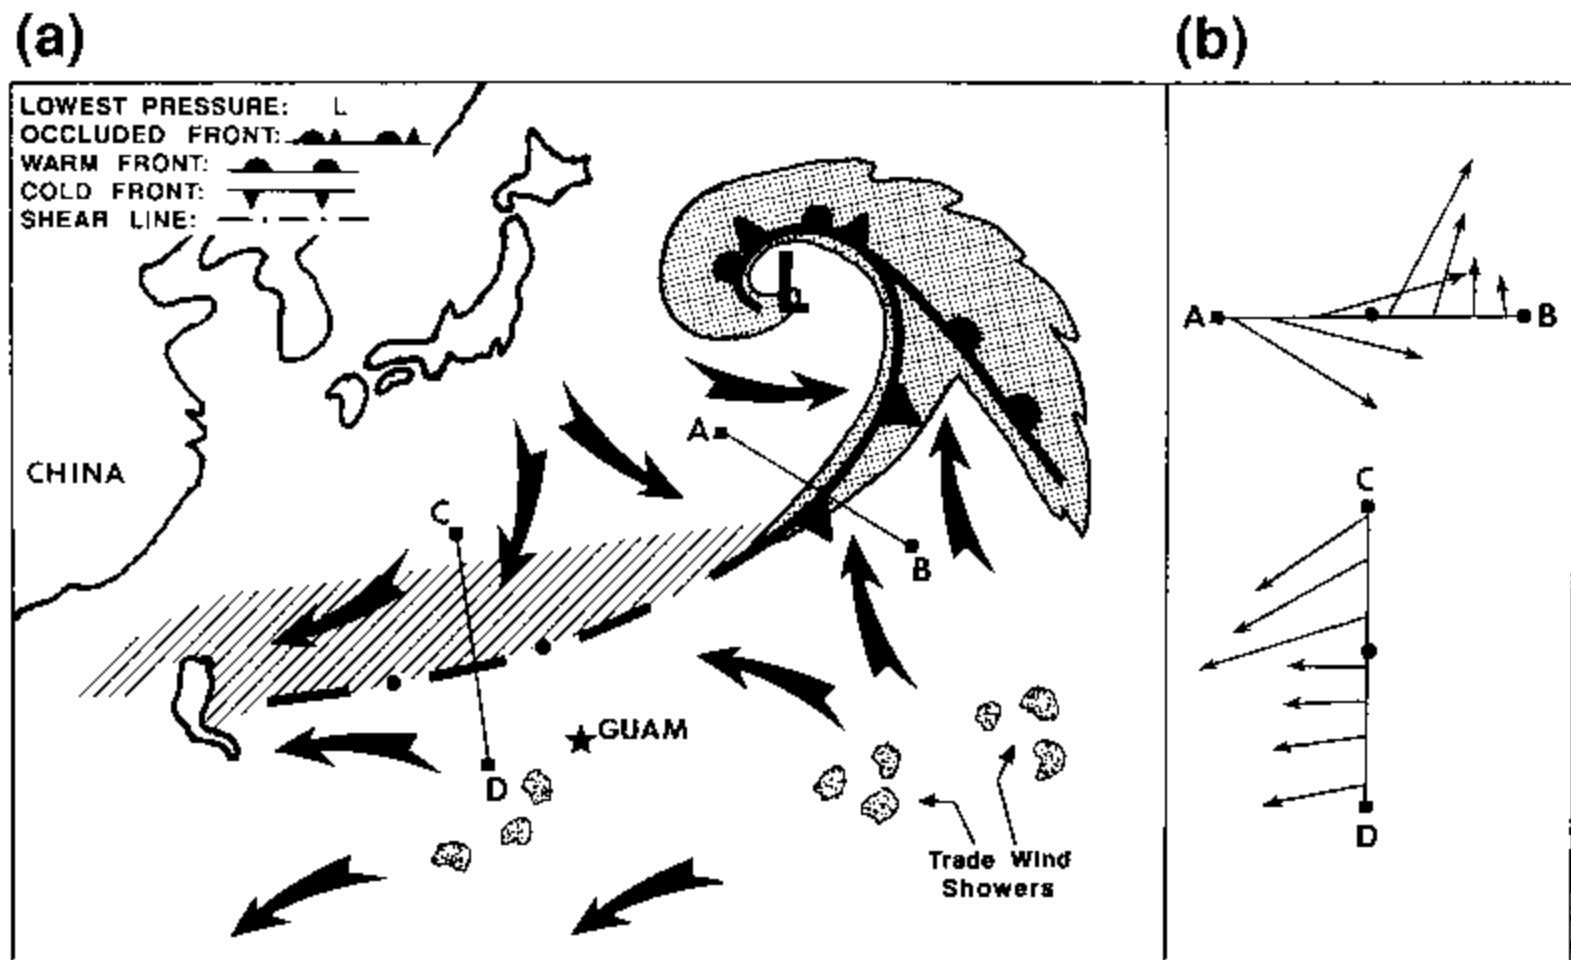 (a)
(b)
LOWEST PRESSURE: L
OCCLUDED FRONT:
WARM FRONT:
COLD FRONT:
SHEAR LINE:
L
A
B
A
B
CHINA
C
C
GUAM
D
D
Trade Wind
Showers